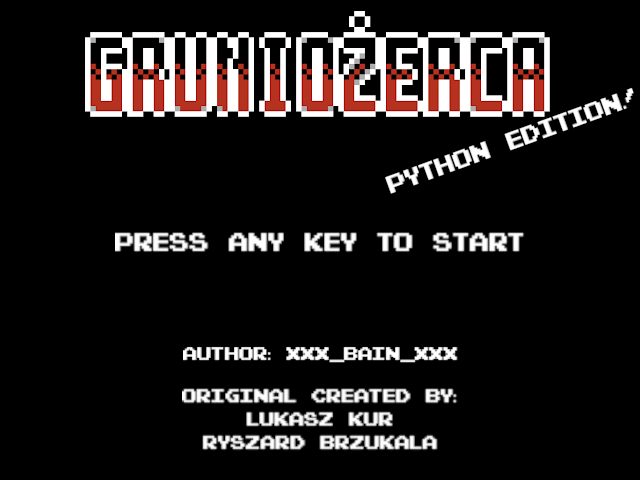 GRUNIOŻERCA
PYTHON EDITION!
PRESS ANY KEY TO START
AUTHOR: XXX_BAIN_XXX
ORIGINAL CREATED BY:
LUKASZ KUR
RYSZARD BRZUKALA